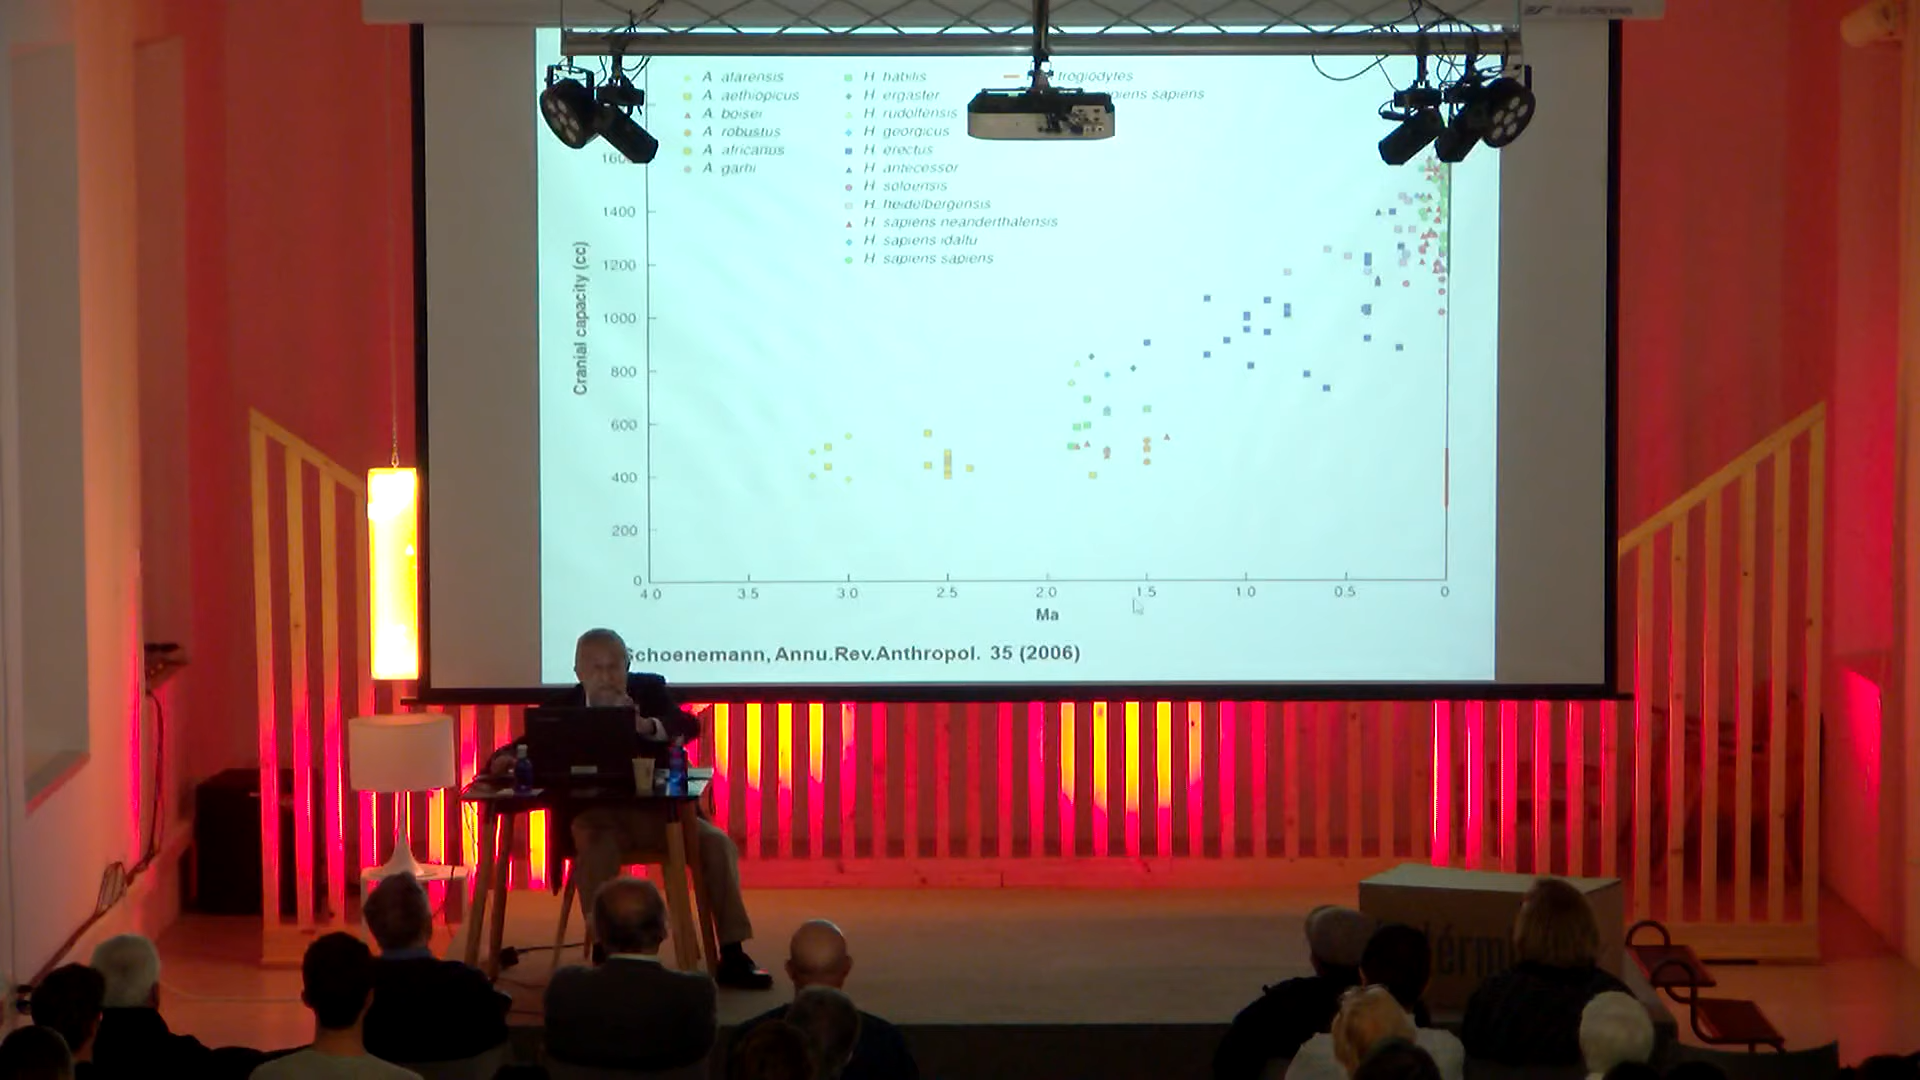 A. afarensis
A. aethiopicus
A. boisei
A. robustus
A. africanus
A. garhi
H. habilis
H. ergaster
H. rudolfensis
H. georgicus
H. erectus
H. antecessor
H. soloensis
H. heidelbergensis
H. sapiens neanderthalensis
H. sapiens idaltu
H. sapiens sapiens
troglodytes
sapiens
Cranial capacity (cc)
1400
1200
1000
800
600
400
200
0
4.0 3.5 3.0 2.5 2.0 1.5 1.0 0.5 0
Ma
Schoenemann, Annu.Rev.Anthropol. 35 (2006)